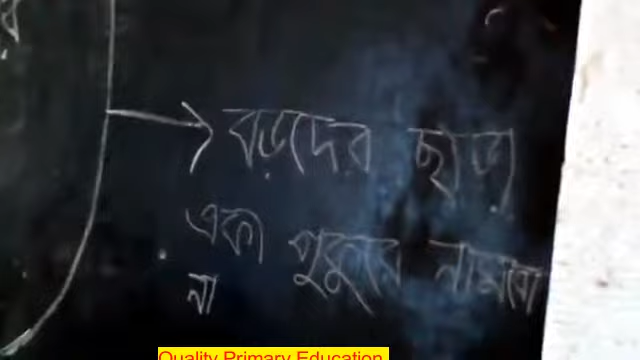 বড়দের ছাড়া
একা পুকুরে নামবো
না
Quality Primary Education